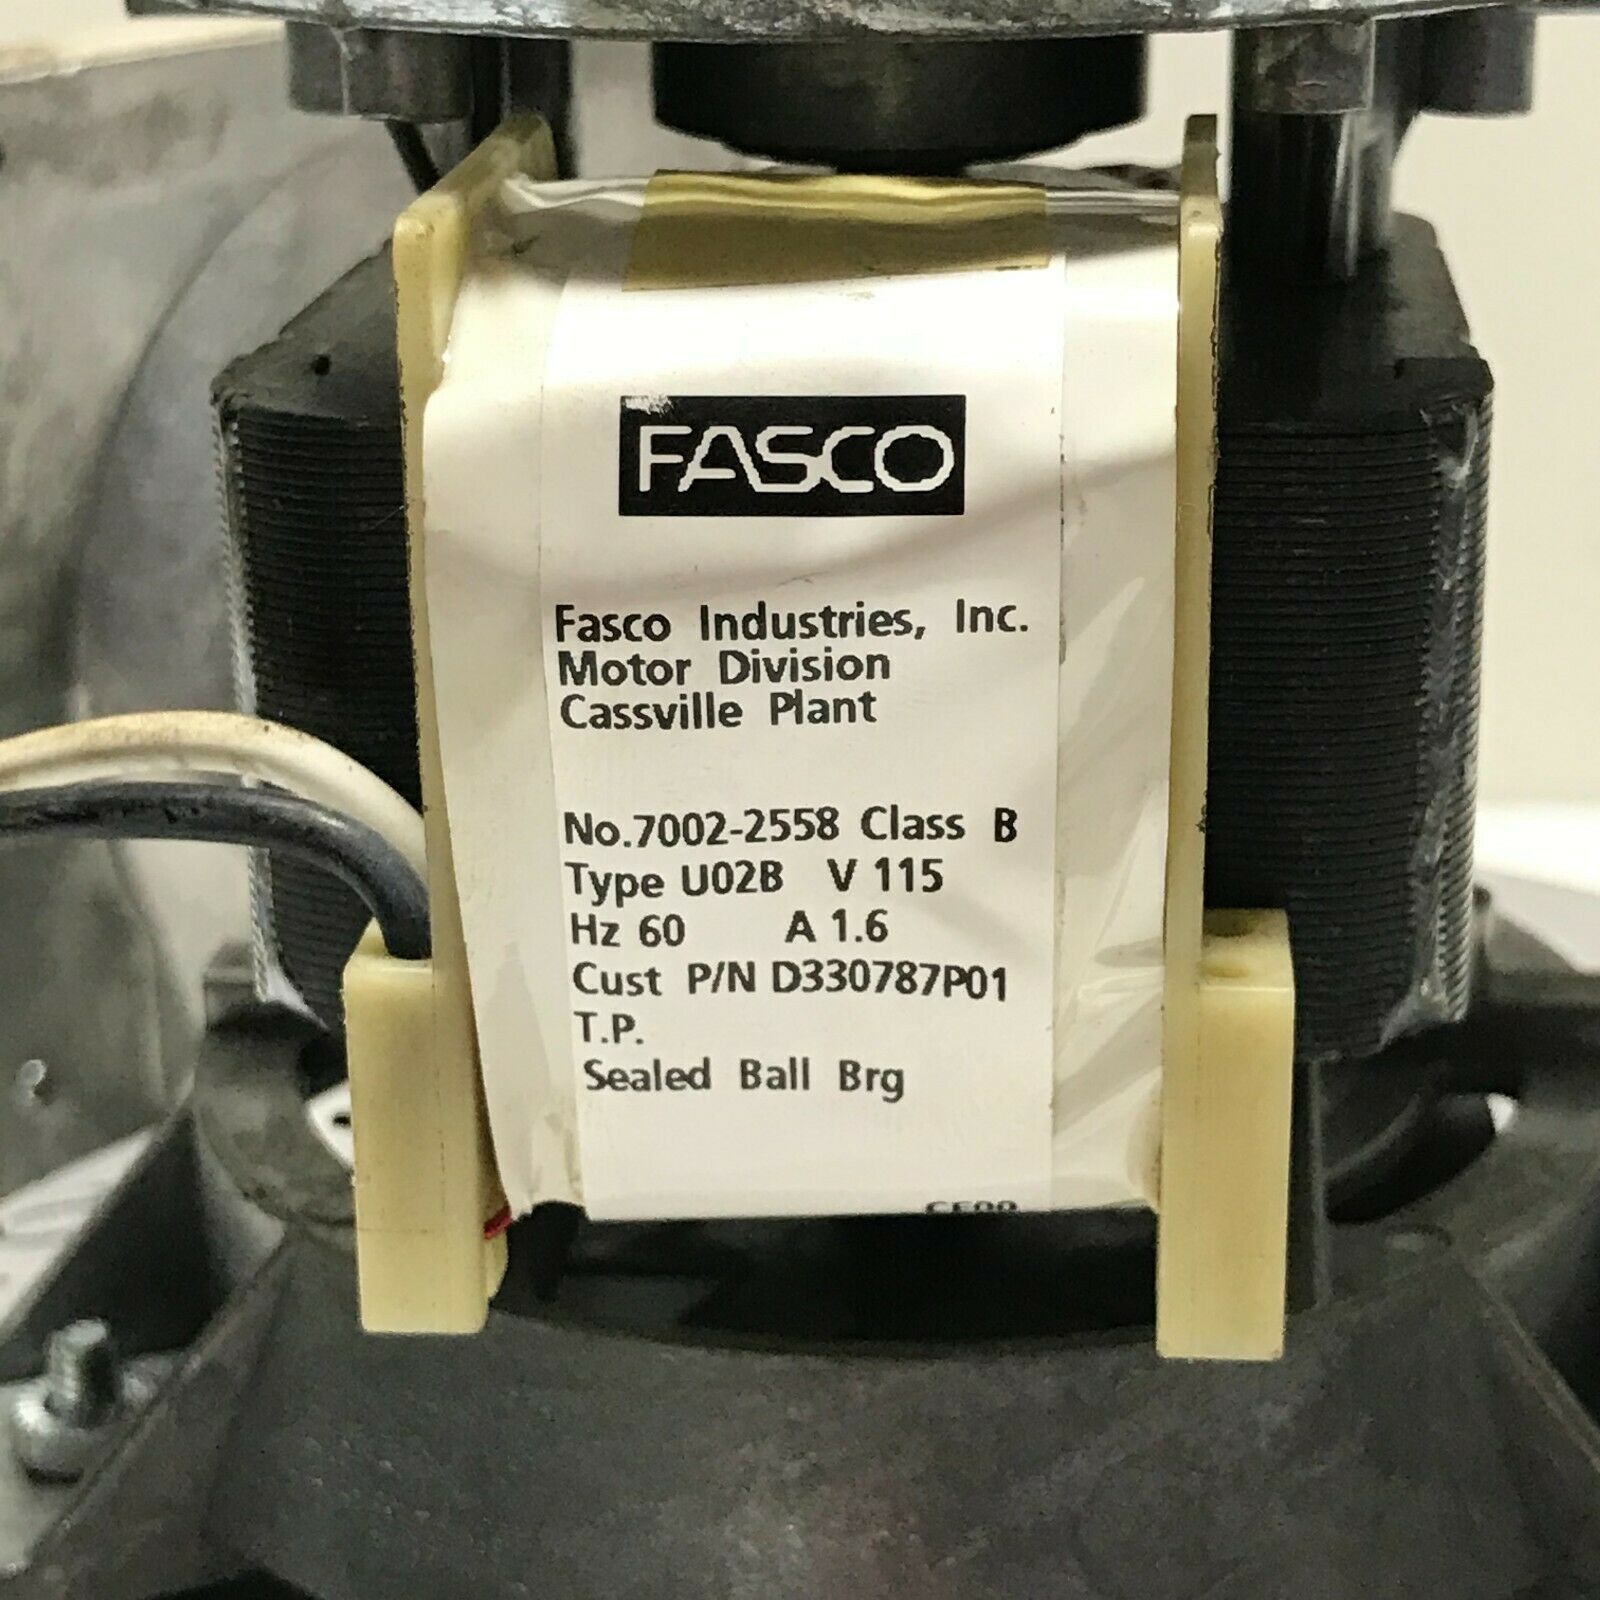 FASCO
Fasco Industries, Inc.
Motor Division
Cassville Plant
No.7002-2558 Class B
Type U02B V 115
Hz 60 A 1.6
Cust P/N D330787P01
T.P.
Sealed Ball Brg